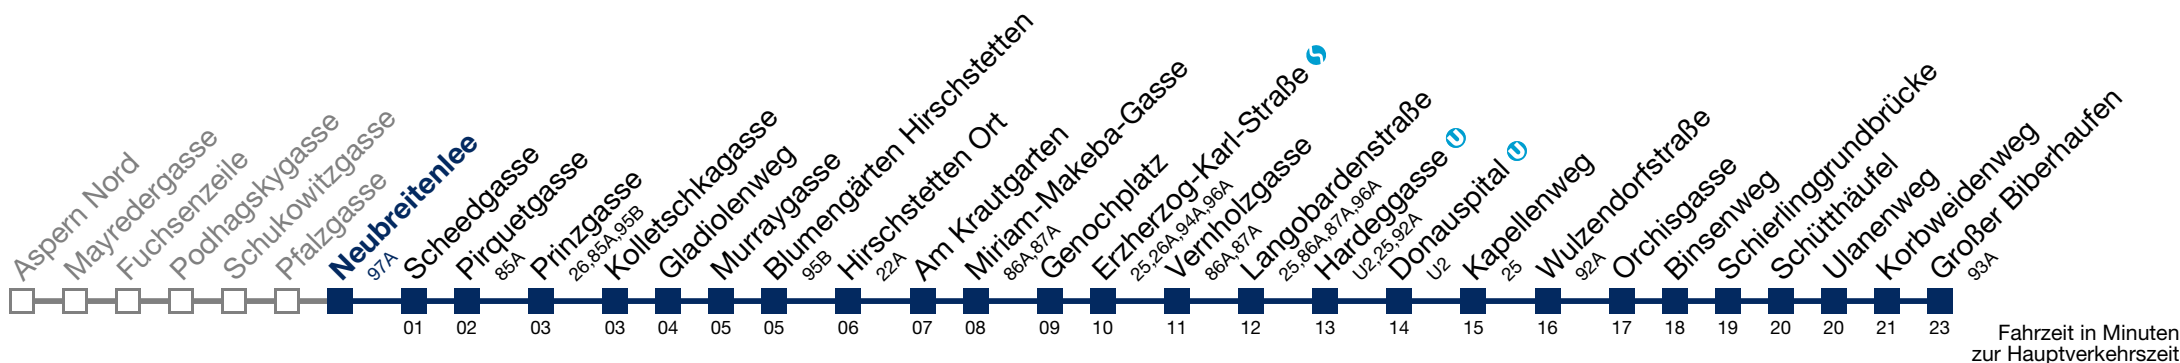 Aspern Nord
Mayredergasse
Fuchsenzeile
Podhagskygasse
Schukowitzgasse
Pfalzgasse
Neubreitenlee
97A
Scheedgasse
Pirquetgasse
85A
Prinzgasse
26,85A,95B
Kolletschkagasse
Gladiolenweg
Murraygasse
Blumengärten Hirschstetten
95B
Hirschstetten Ort
22A
Am Krautgarten
Miriam-Makeba-Gasse
86A,87A
Genochplatz
Erzherzog-Karl-Straße
25,26A,94A,96A
Vernholzgasse
86A,87A
Langobardenstraße
25,86A,87A,96A
Hardeggasse
U2,25,92A
Donauspital
U2
Kapellenweg
25
Wulzendorfstraße
92A
Orchisgasse
Binsenweg
Schierlinggrundbrücke
Schütthäufel
Ulanenweg
Korbweidenweg
Großer Biberhaufen
93A
01 02 03 03 04 05 05 06 07 08 09 10 11 12 13 14 15 16 17 18 19 20 20 21 23
Fahrzeit in Minuten
zur Hauptverkehrszeit